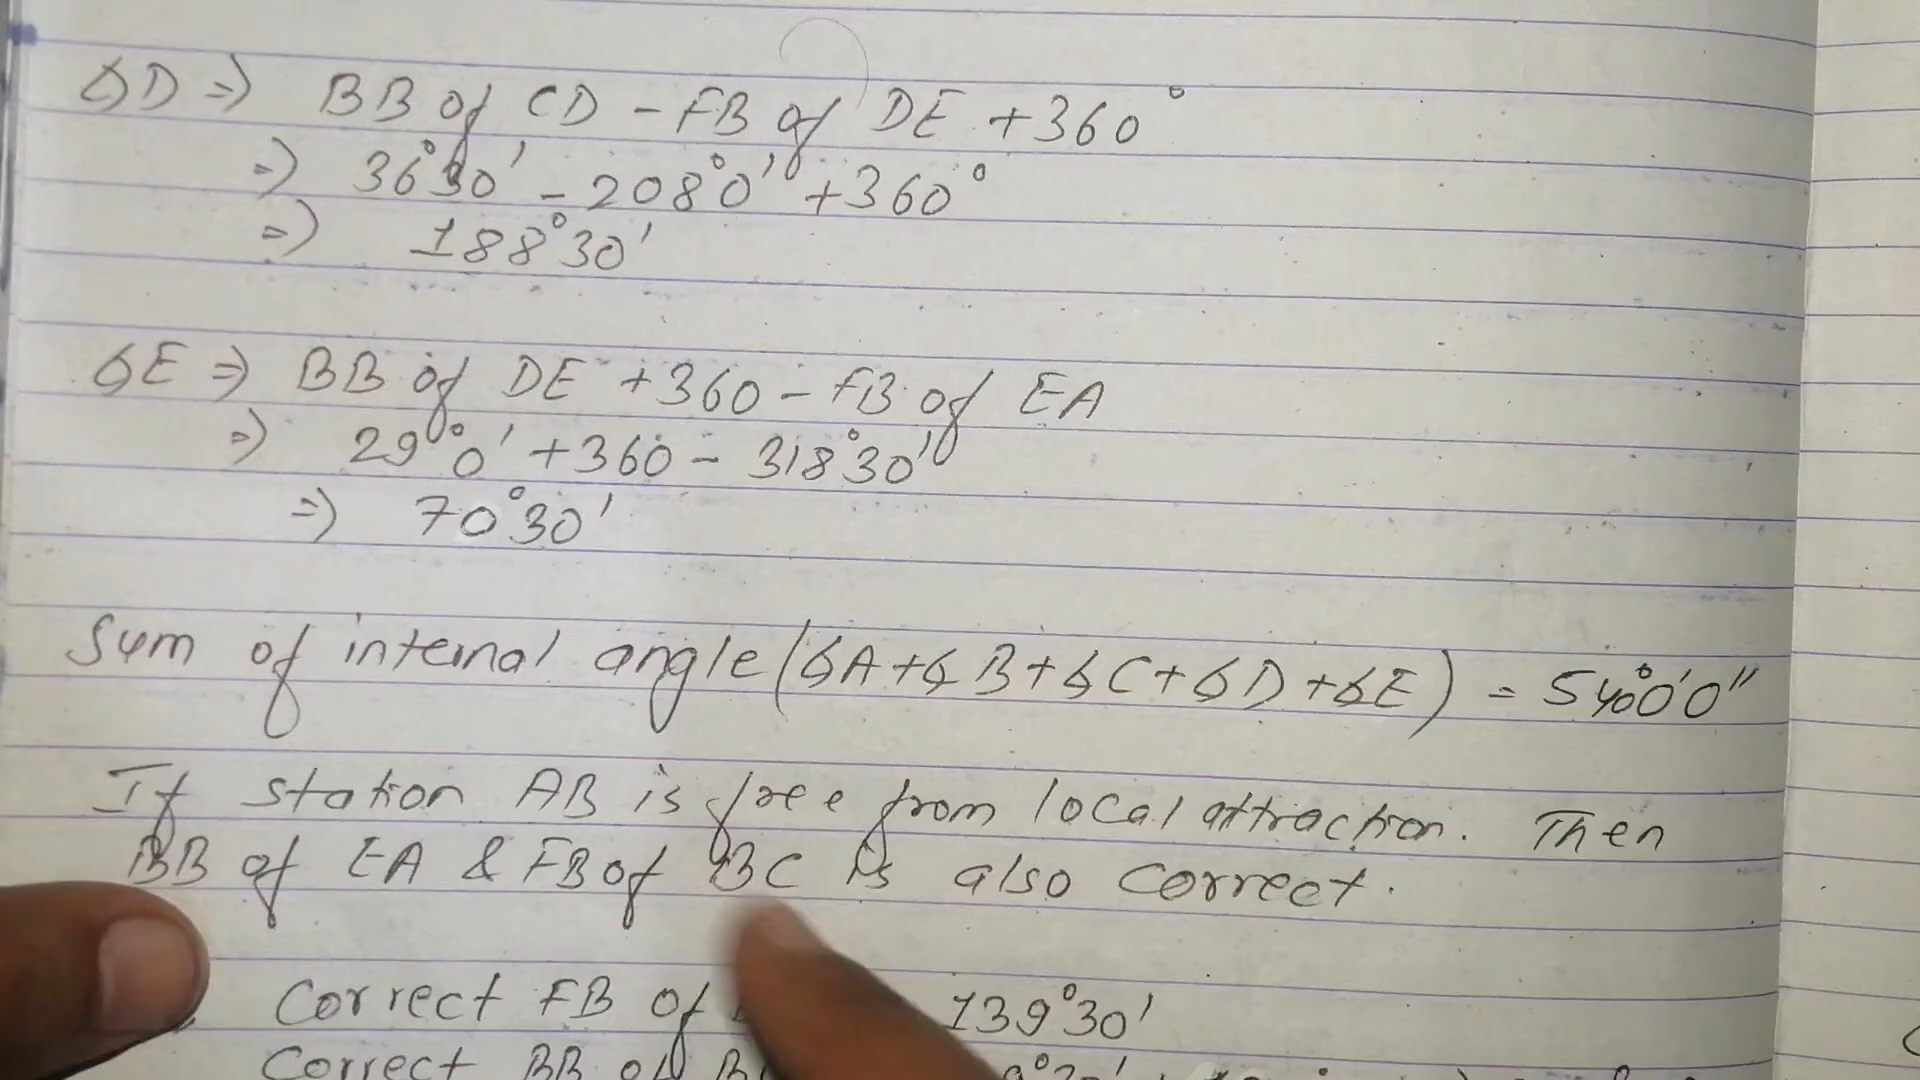 ∠D ⇒ BB of CD - FB of DE +360°
⇒ 36°30' - 208°0' +360°
⇒ 188°30'
∠E ⇒ BB of DE +360 - FB of EA
⇒ 29°0' +360 - 318°30'
⇒ 70°30'
Sum of internal angle (∠A+∠B+∠C+∠D+∠E) = 540°0'0"
If station AB is free from local attraction. Then
BB of EA & FB of BC is also correct.
Correct FB of 139°30'
Correct BB of